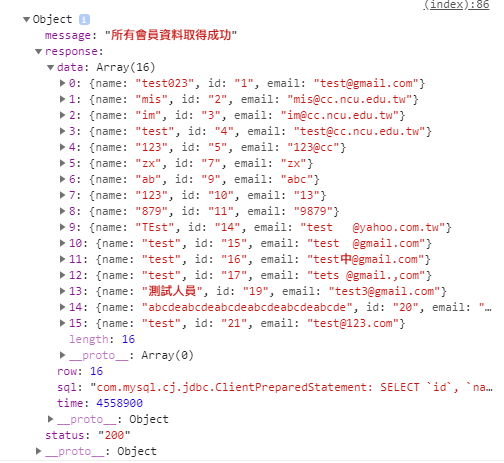 (index):86
Object i
message: "所有會員資料取得成功"
response:
data: Array(16)
0: {name: "test023", id: "1", email: "test@gmail.com"}
1: {name: "mis", id: "2", email: "mis@cc.ncu.edu.tw"}
2: {name: "im", id: "3", email: "im@cc.ncu.edu.tw"}
3: {name: "test", id: "4", email: "test@cc.ncu.edu.tw"}
4: {name: "123", id: "5", email: "123@cc"}
5: {name: "zx", id: "7", email: "zx"}
6: {name: "ab", id: "9", email: "abc"}
7: {name: "123", id: "10", email: "13"}
8: {name: "879", id: "11", email: "9879"}
9: {name: "TEst", id: "14", email: "test   @yahoo.com.tw"}
10: {name: "test", id: "15", email: "test  @gmail.com"}
11: {name: "test", id: "16", email: "test中@gmail.com"}
12: {name: "test", id: "17", email: "tets @gmail.,com"}
13: {name: "測試人員", id: "19", email: "test3@gmail.com"}
14: {name: "abcdeabcdeabcdeabcdeabcdeabcde", id: "20", email: "…
15: {name: "test", id: "21", email: "test@123.com"}
length: 16
__proto__: Array(0)
row: 16
sql: "com.mysql.cj.jdbc.ClientPreparedStatement: SELECT `id`, `na…
time: 4558900
__proto__: Object
status: "200"
__proto__: Object